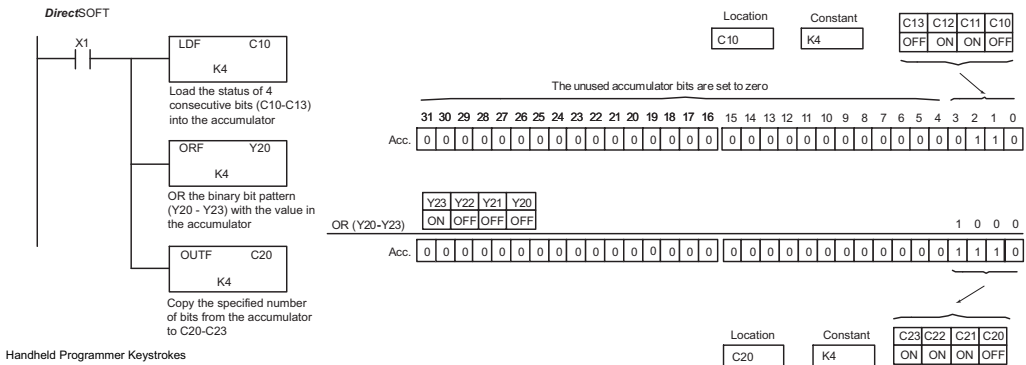 DirectSOFT
X1
LDF C10
K4
Load the status of 4
consecutive bits (C10-C13)
into the accumulator
ORF Y20
K4
OR the binary bit pattern
(Y20 - Y23) with the value in
the accumulator
OUTF C20
K4
Copy the specified number
of bits from the accumulator
to C20-C23
Handheld Programmer Keystrokes
Location Constant
C10 K4
C13 C12 C11 C10
OFF ON ON OFF
The unused accumulator bits are set to zero
31 30 29 28 27 26 25 24 23 22 21 20 19 18 17 16 15 14 13 12 11 10 9 8 7 6 5 4 3 2 1 0
Acc. 0 0 0 0 0 0 0 0 0 0 0 0 0 0 0 0 0 0 0 0 0 0 0 0 0 0 0 0 0 1 1 0
Y23 Y22 Y21 Y20
ON OFF OFF OFF
OR (Y20-Y23) 1 0 0 0
Acc. 0 0 0 0 0 0 0 0 0 0 0 0 0 0 0 0 0 0 0 0 0 0 0 0 0 0 0 0 1 1 1 0
Location Constant
C20 K4
C23 C22 C21 C20
ON ON ON OFF